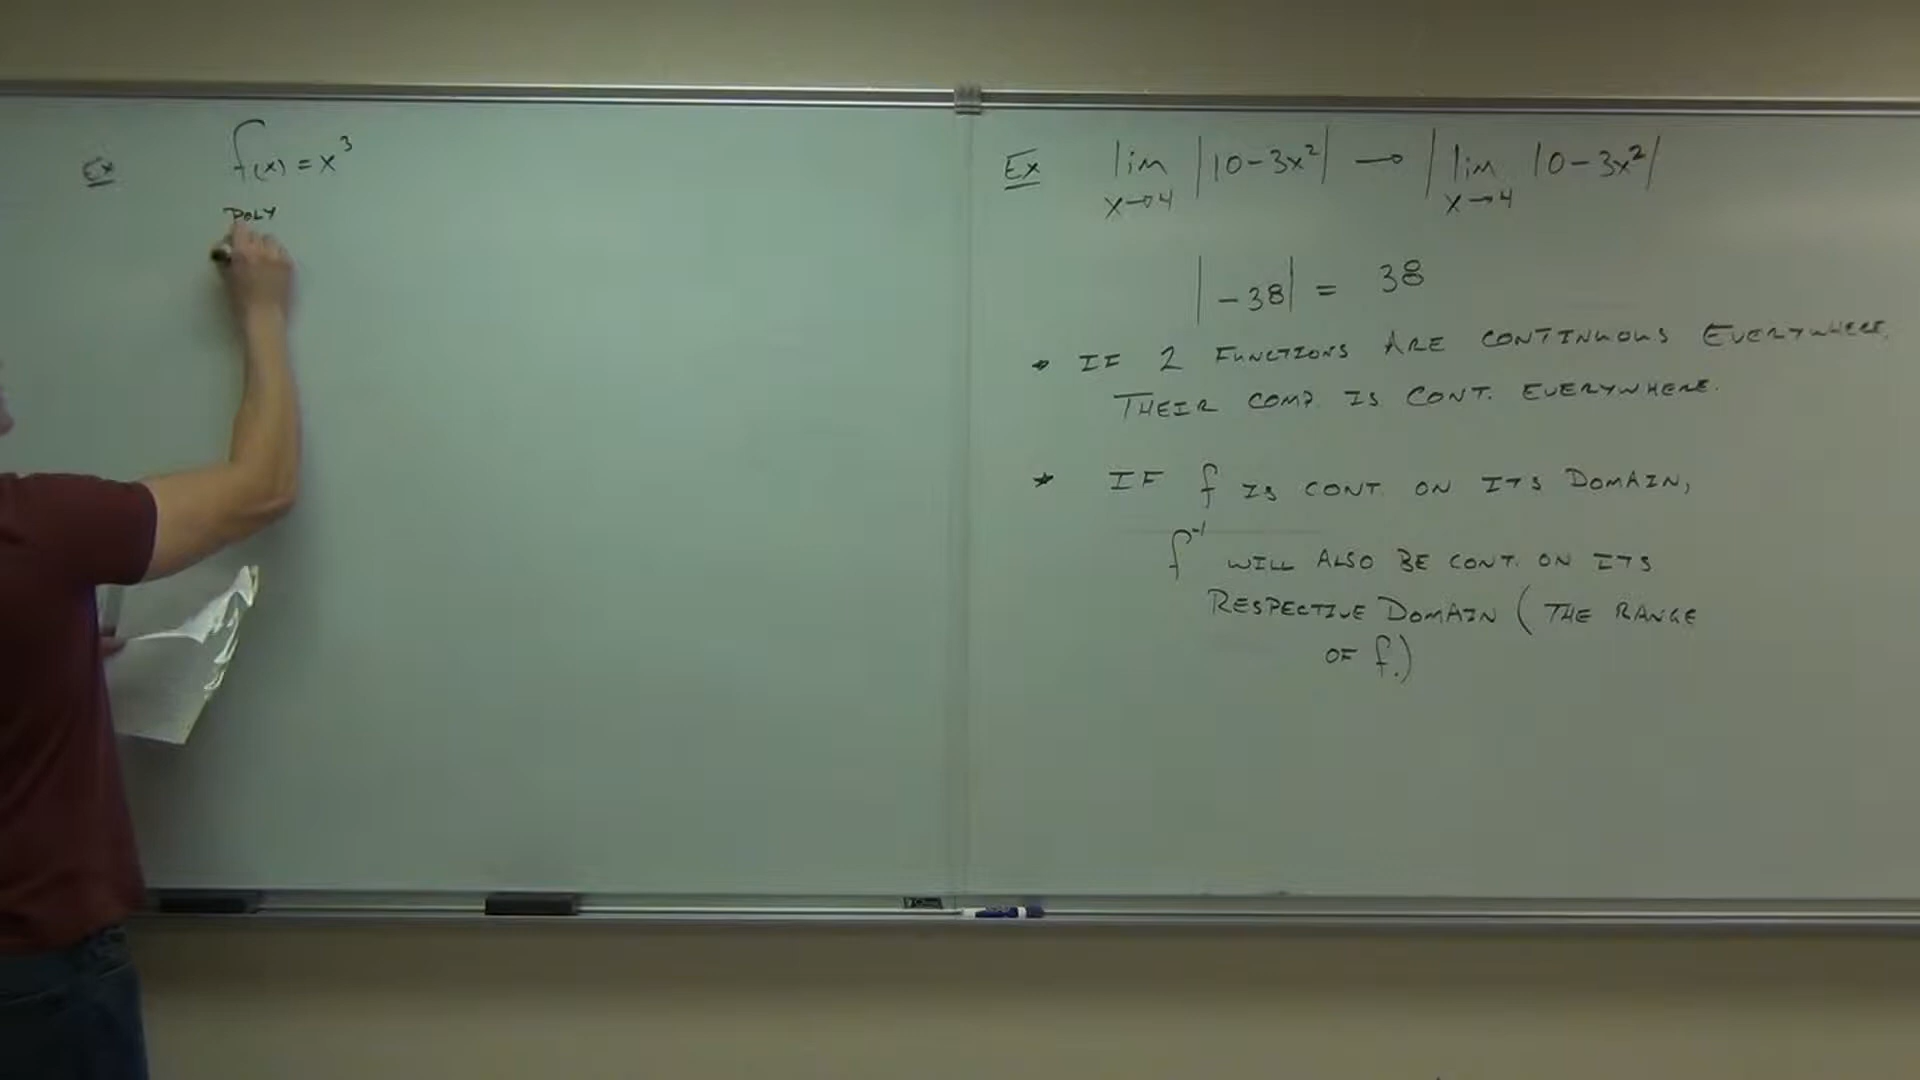 Ex f(x) = x³
POLY
Ex lim x→4 |10-3x²| → |lim x→4 10-3x²|
|-38| = 38
IF 2 FUNCTIONS ARE CONTINUOUS EVERYWHERE,
THEIR COMP. IS CONT. EVERYWHERE.
* IF f IS CONT. ON ITS DOMAIN,
f⁻¹ WILL ALSO BE CONT. ON ITS
RESPECTIVE DOMAIN (THE RANGE
OF f.)